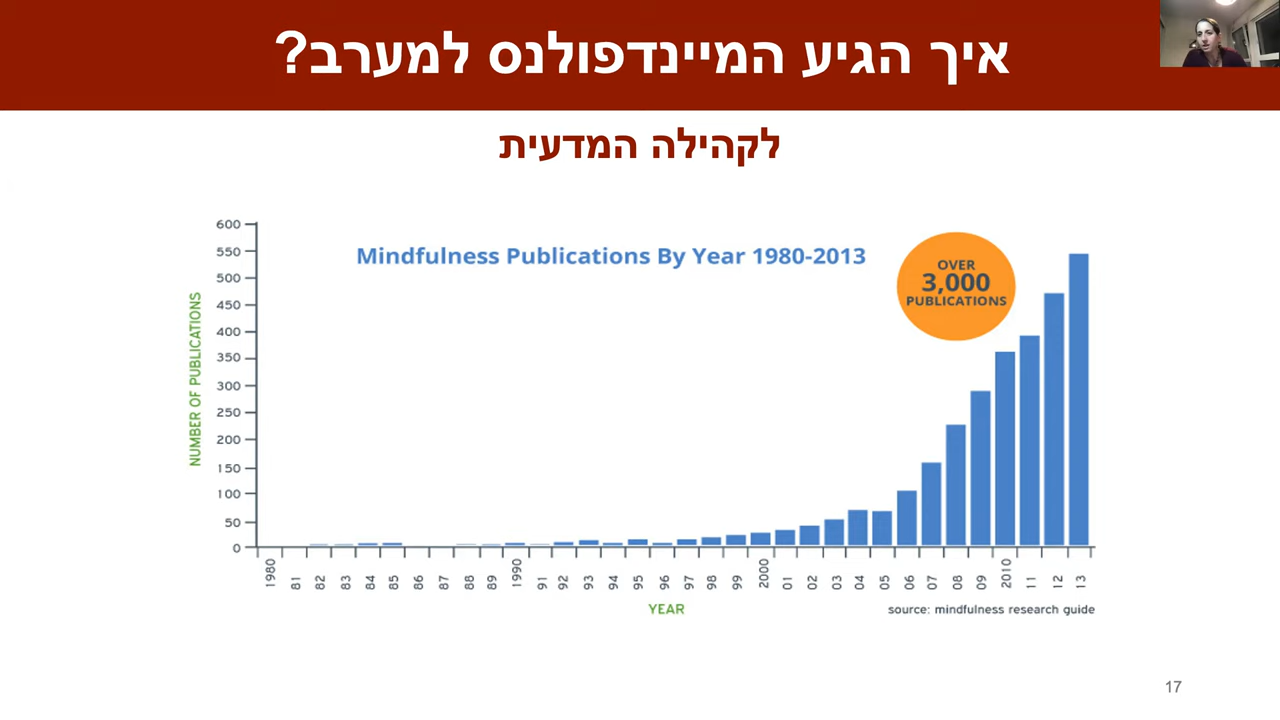 איך הגיע המיינדפולנס למערב?
לקהילה המדעית
Mindfulness Publications By Year 1980-2013
OVER
3,000
PUBLICATIONS
NUMBER OF PUBLICATIONS
600
550
500
450
400
350
300
250
200
150
100
50
0
1980 81 82 83 84 85 86 87 88 89 1990 91 92 93 94 95 96 97 98 99 2000 01 02 03 04 05 06 07 08 09 2010 11 12 13
YEAR
source: mindfulness research guide
17